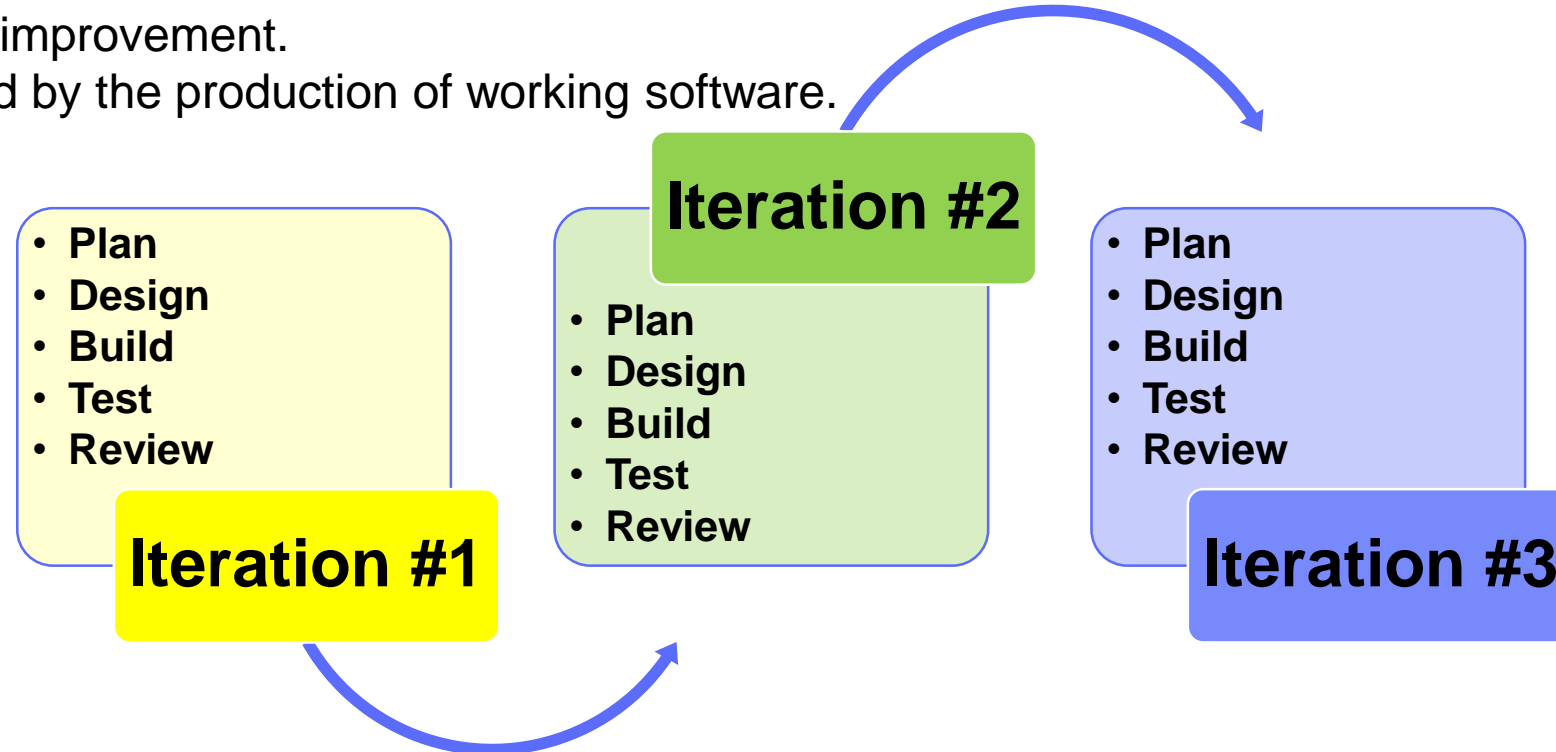 improvement.
d by the production of working software.
• Plan
• Design
• Build
• Test
• Review
Iteration #1
Iteration #2
• Plan
• Design
• Build
• Test
• Review
• Plan
• Design
• Build
• Test
• Review
Iteration #3